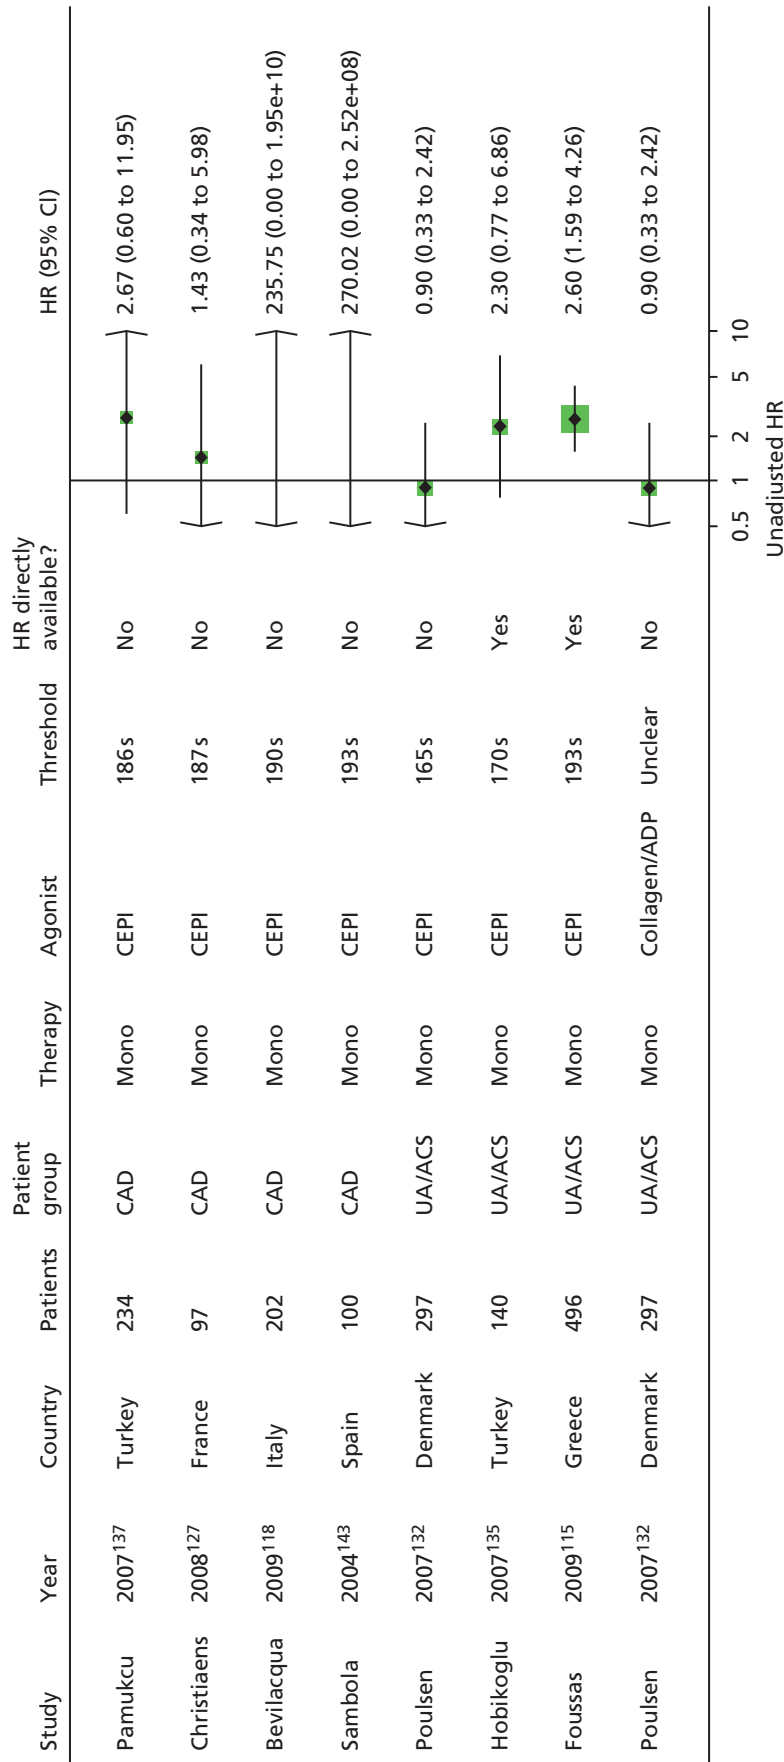 Study Year Country Patients Patient group Therapy Agonist Threshold HR directly available? HR (95% CI)
Pamukcu 2007137 Turkey 234 CAD Mono CEPI 186s No 2.67 (0.60 to 11.95)
Christiaens 2008127 France 97 CAD Mono CEPI 187s No 1.43 (0.34 to 5.98)
Bevilacqua 2009118 Italy 202 CAD Mono CEPI 190s No 235.75 (0.00 to 1.95e+10)
Sambola 2004143 Spain 100 CAD Mono CEPI 193s No 270.02 (0.00 to 2.52e+08)
Poulsen 2007132 Denmark 297 UA/ACS Mono CEPI 165s No 0.90 (0.33 to 2.42)
Hobikoglu 2007135 Turkey 140 UA/ACS Mono CEPI 170s Yes 2.30 (0.77 to 6.86)
Foussas 2009115 Greece 496 UA/ACS Mono CEPI 193s Yes 2.60 (1.59 to 4.26)
Poulsen 2007132 Denmark 297 UA/ACS Mono Collagen/ADP Unclear No 0.90 (0.33 to 2.42)
0.5 1 2 5 10
Unadjusted HR